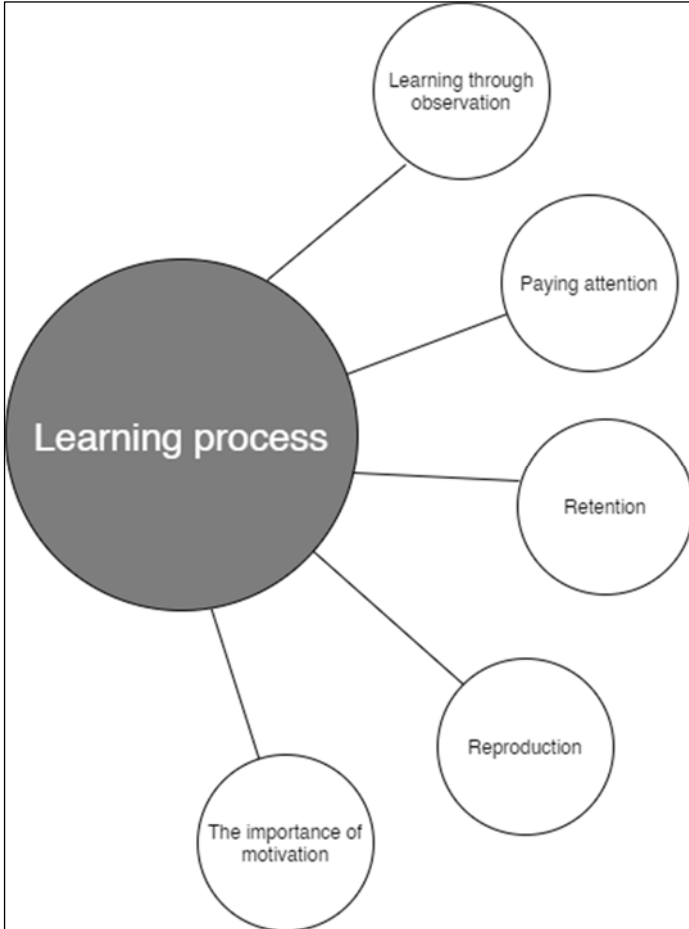 Learning through
observation
Paying attention
Learning process
Retention
Reproduction
The importance of
motivation